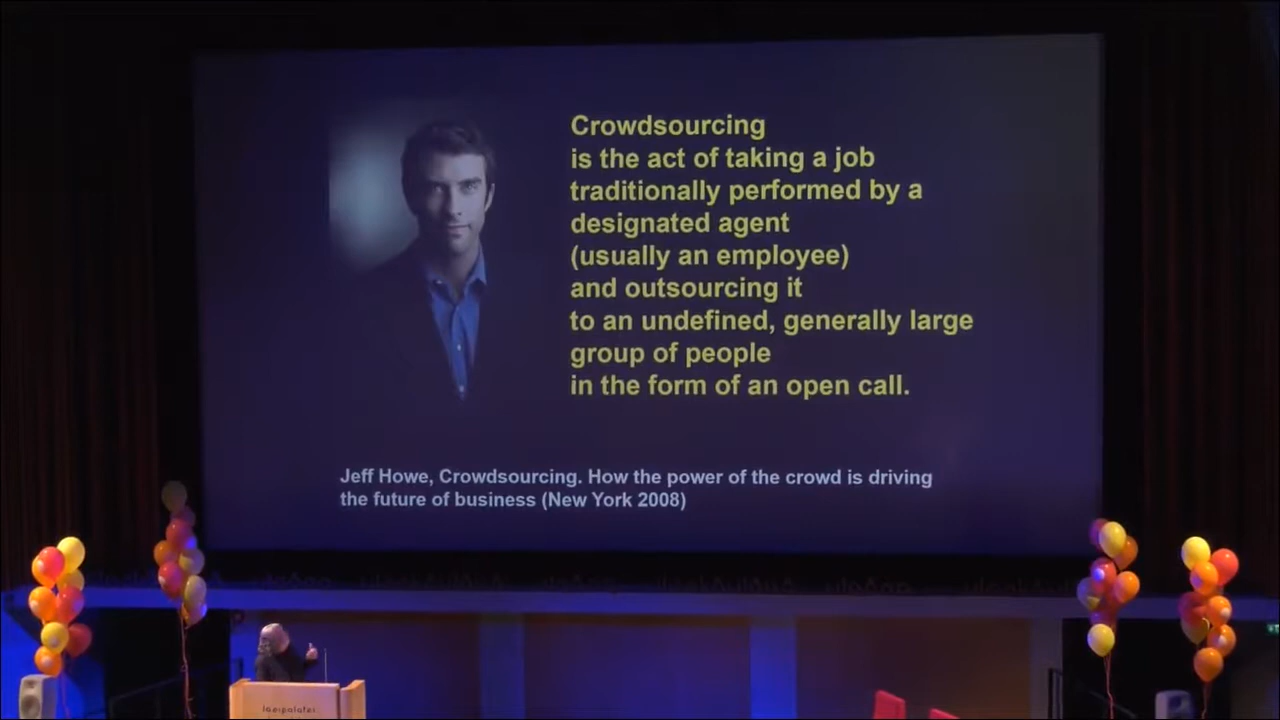 Crowdsourcing
is the act of taking a job
traditionally performed by a
designated agent
(usually an employee)
and outsourcing it
to an undefined, generally large
group of people
in the form of an open call.
Jeff Howe, Crowdsourcing. How the power of the crowd is driving
the future of business (New York 2008)